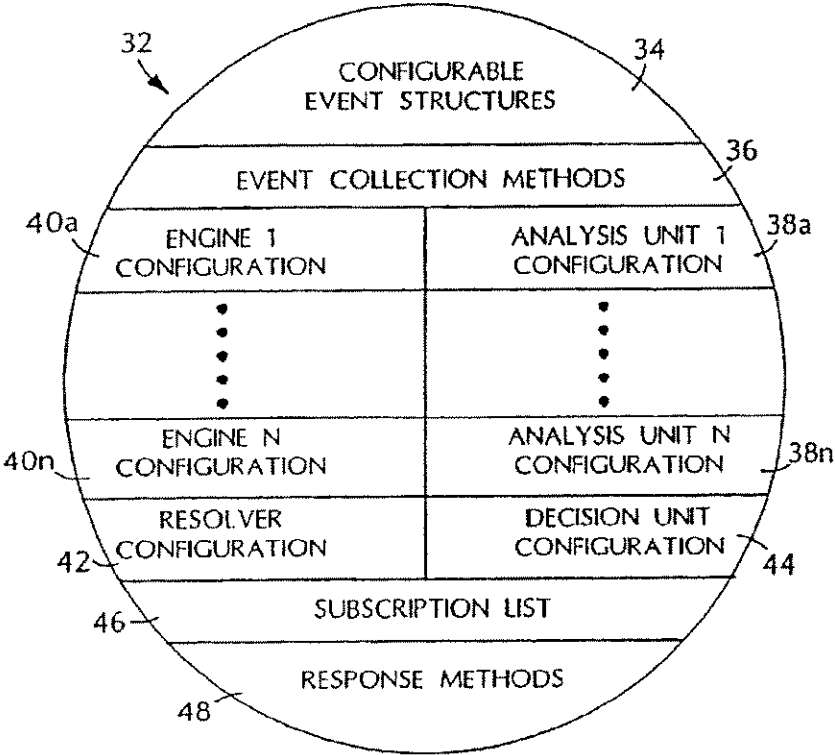 32
34
CONFIGURABLE
EVENT STRUCTURES
36
EVENT COLLECTION METHODS
40a
ENGINE 1
CONFIGURATION
ANALYSIS UNIT 1
CONFIGURATION
38a
ENGINE N
CONFIGURATION
40n
ANALYSIS UNIT N
CONFIGURATION
38n
RESOLVER
CONFIGURATION
42
DECISION UNIT
CONFIGURATION
44
46
SUBSCRIPTION LIST
RESPONSE METHODS
48